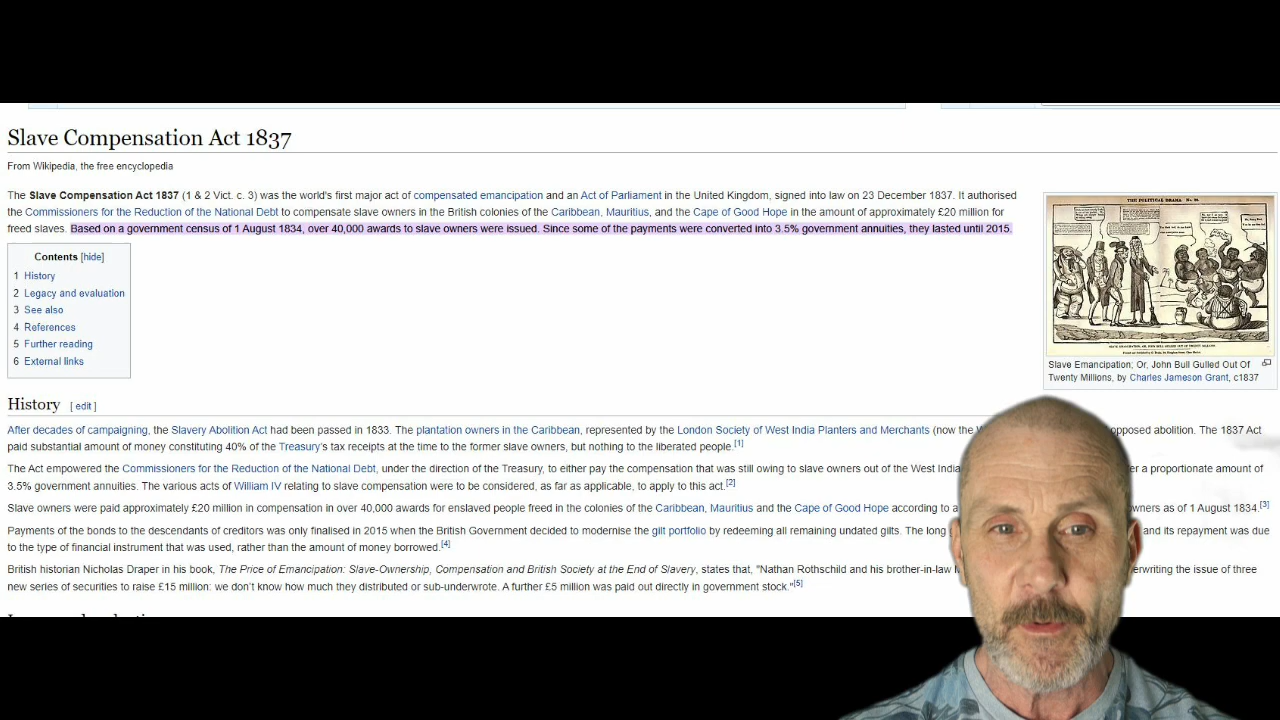 Slave Compensation Act 1837
From Wikipedia, the free encyclopedia
The Slave Compensation Act 1837 (1 & 2 Vict. c. 3) was the world's first major act of compensated emancipation and an Act of Parliament in the United Kingdom, signed into law on 23 December 1837. It authorised
the Commissioners for the Reduction of the National Debt to compensate slave owners in the British colonies of the Caribbean, Mauritius, and the Cape of Good Hope in the amount of approximately £20 million for
freed slaves. Based on a government census of 1 August 1834, over 40,000 awards to slave owners were issued. Since some of the payments were converted into 3.5% government annuities, they lasted until 2015.
Contents [hide]
1 History
2 Legacy and evaluation
3 See also
4 References
5 Further reading
6 External links
THE POLITICAL DRAMA. No.
SLAVE EMANCIPATION; OR, JOHN BULL GULLED OUT OF TWENTY MILLIONS
Slave Emancipation; Or, John Bull Gulled Out Of
Twenty Millions, by Charles Jameson Grant, c1837
History [ edit ]
After decades of campaigning, the Slavery Abolition Act had been passed in 1833. The plantation owners in the Caribbean, represented by the London Society of West India Planters and Merchants (now the opposed abolition. The 1837 Act
paid substantial amount of money constituting 40% of the Treasury's tax receipts at the time to the former slave owners, but nothing to the liberated people.[1]
The Act empowered the Commissioners for the Reduction of the National Debt, under the direction of the Treasury, to either pay the compensation that was still owing to slave owners out of the West India a proportionate amount of
3.5% government annuities. The various acts of William IV relating to slave compensation were to be considered, as far as applicable, to apply to this act.[2]
Slave owners were paid approximately £20 million in compensation in over 40,000 awards for enslaved people freed in the colonies of the Caribbean, Mauritius and the Cape of Good Hope according to a owners as of 1 August 1834.[3]
Payments of the bonds to the descendants of creditors was only finalised in 2015 when the British Government decided to modernise the gilt portfolio by redeeming all remaining undated gilts. The long and its repayment was due
to the type of financial instrument that was used, rather than the amount of money borrowed.[4]
British historian Nicholas Draper in his book, The Price of Emancipation: Slave-Ownership, Compensation and British Society at the End of Slavery, states that, "Nathan Rothschild and his brother-in-law the issue of three
new series of securities to raise £15 million: we don't know how much they distributed or sub-underwrote. A further £5 million was paid out directly in government stock."[5]